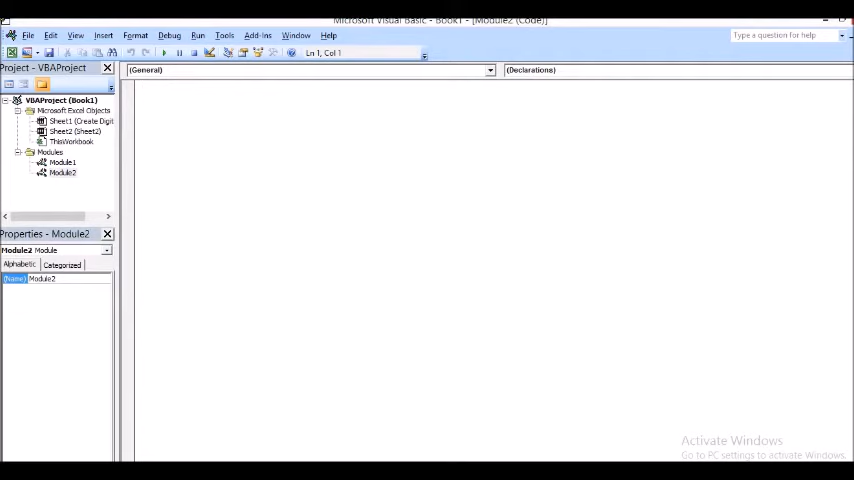 Microsoft Visual Basic - Book1 - [Module2 (Code)]
File Edit View Insert Format Debug Run Tools Add-Ins Window Help
Type a question for help
Ln 1, Col 1
Project - VBAProject
(General)
(Declarations)
VBAProject (Book1)
Microsoft Excel Objects
Sheet1 (Create Digit
Sheet2 (Sheet2)
ThisWorkbook
Modules
Module1
Module2
Properties - Module2
Module2 Module
Alphabetic Categorized
(Name) Module2
Activate Windows
Go to PC settings to activate Windows.